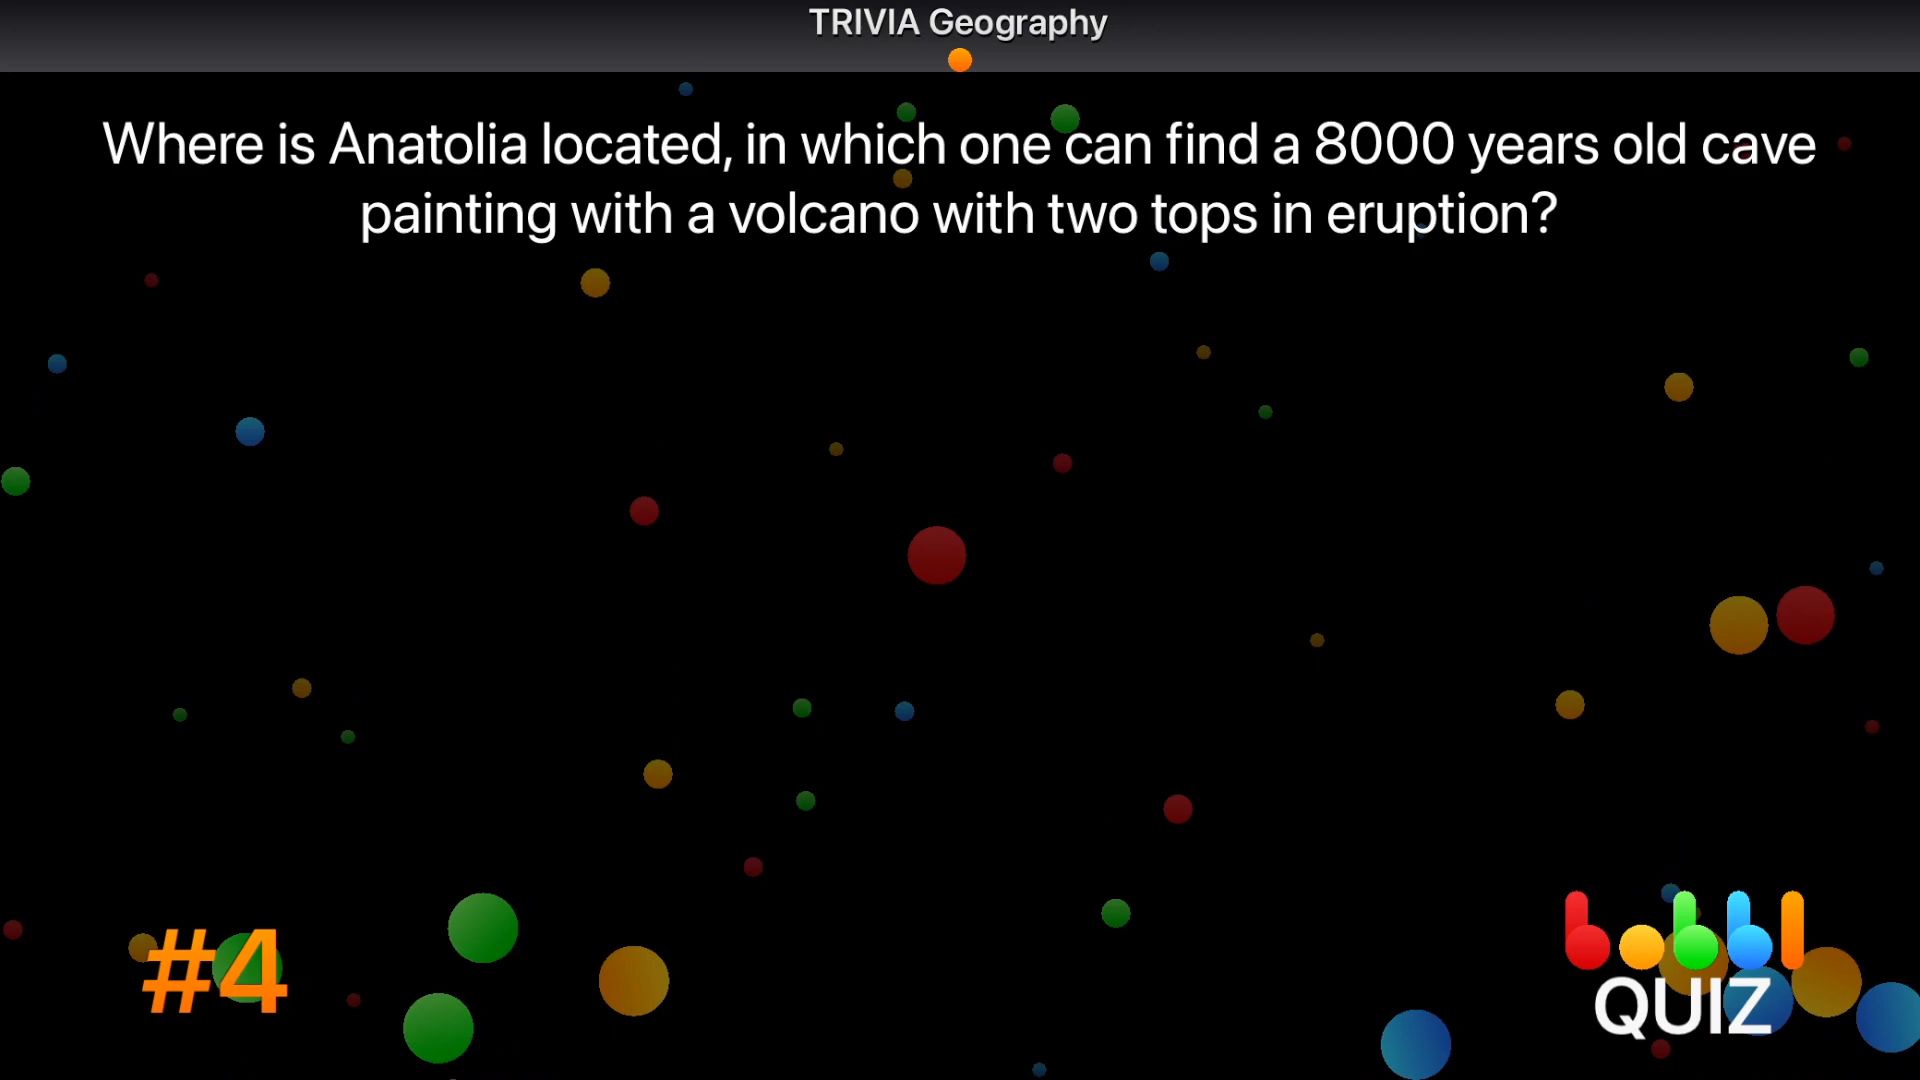 TRIVIA Geography
Where is Anatolia located, in which one can find a 8000 years old cave
painting with a volcano with two tops in eruption?
#4
bobbl
QUIZ